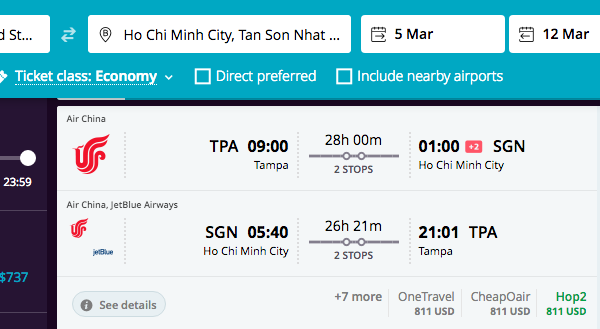 d St...
Ho Chi Minh City, Tan Son Nhat ...
5 Mar
12 Mar
Ticket class: Economy
Direct preferred
Include nearby airports
23:59
$737
Air China
TPA 09:00
Tampa
28h 00m
2 STOPS
01:00 +2 SGN
Ho Chi Minh City
Air China, JetBlue Airways
jetBlue
SGN 05:40
Ho Chi Minh City
26h 21m
2 STOPS
21:01 TPA
Tampa
See details
+7 more
OneTravel
811 USD
CheapOair
811 USD
Hop2
811 USD